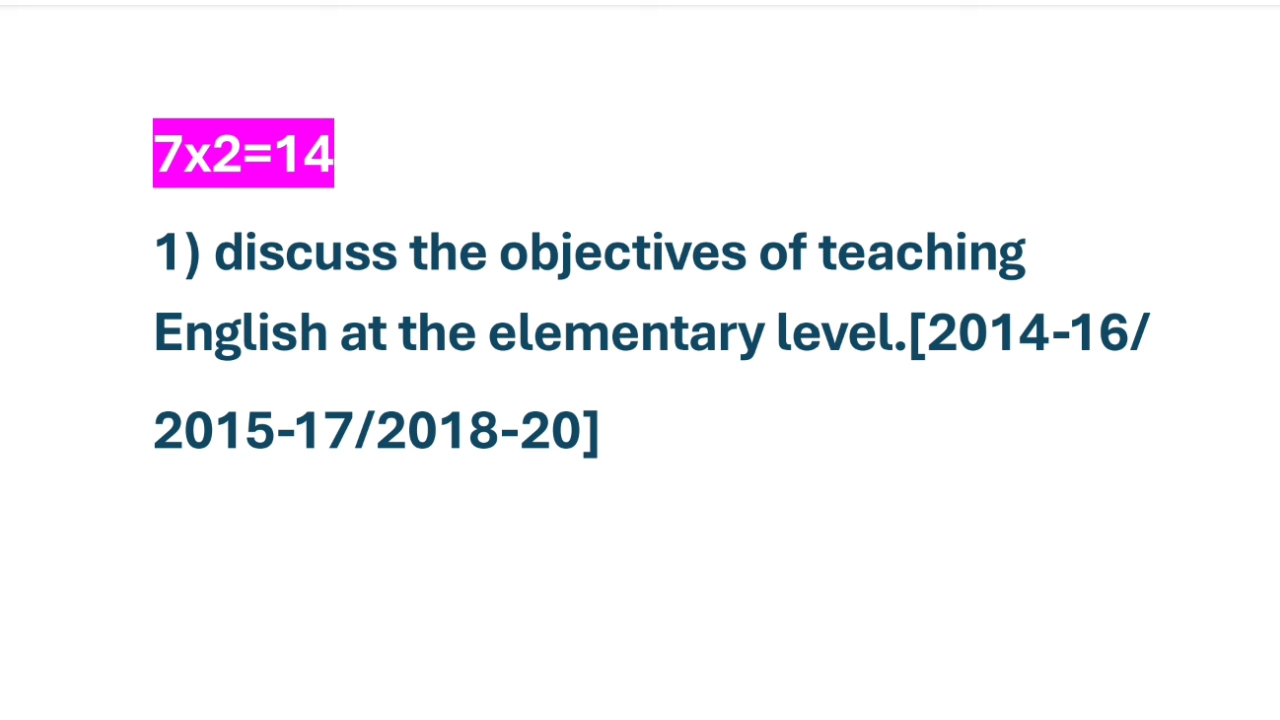 7x2=14
1) discuss the objectives of teaching
English at the elementary level.[2014-16/
2015-17/2018-20]